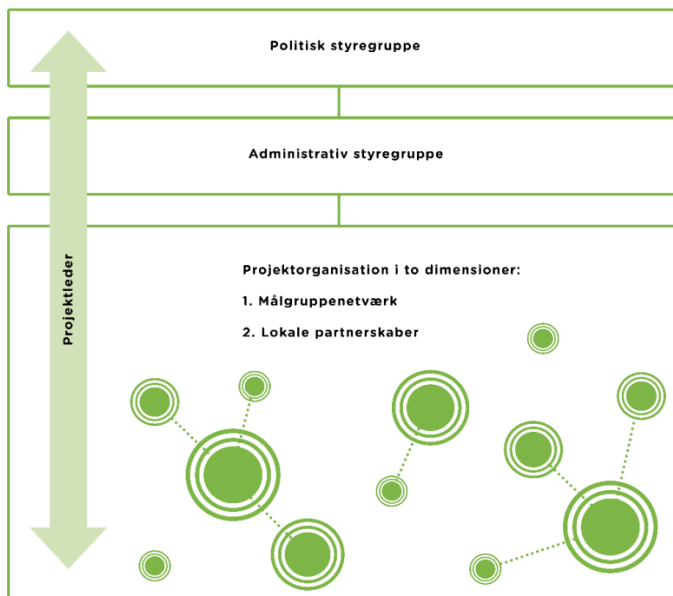 Politisk styregruppe
Administrativ styregruppe
Projektleder
Projektorganisation i to dimensioner:
1. Målgruppenetværk
2. Lokale partnerskaber